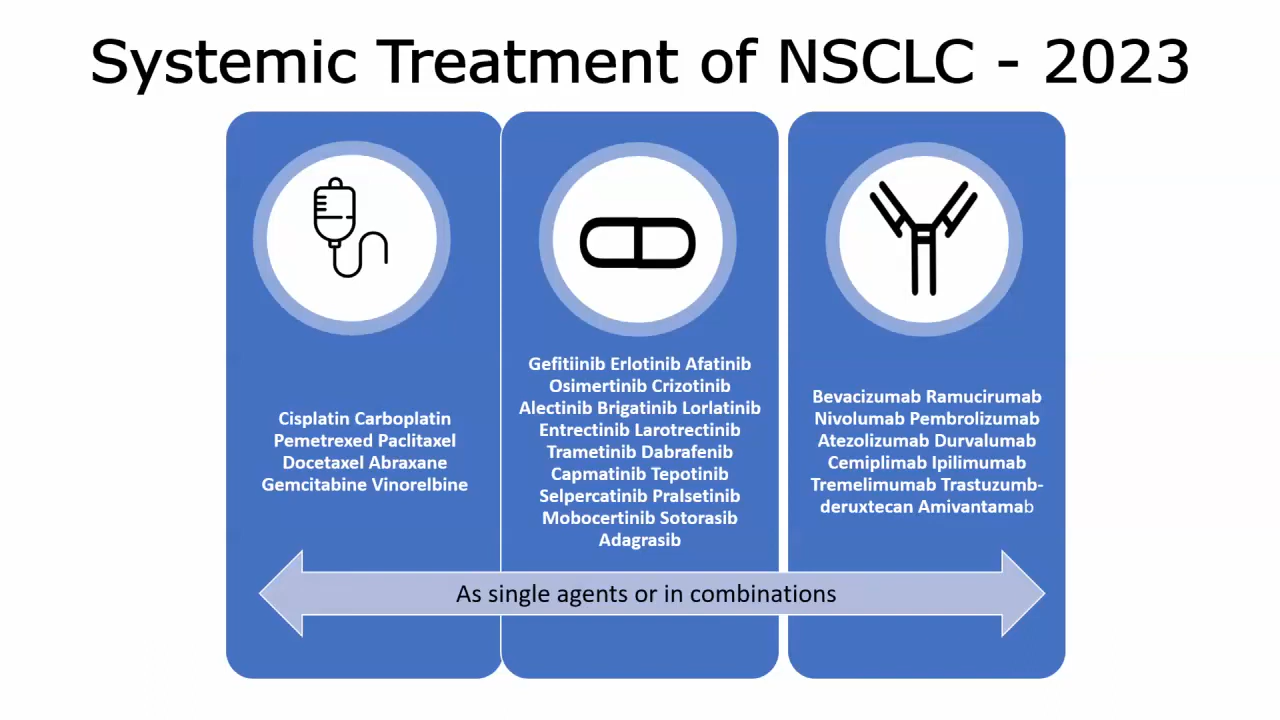 Systemic Treatment of NSCLC - 2023
Cisplatin Carboplatin
Pemetrexed Paclitaxel
Docetaxel Abraxane
Gemcitabine Vinorelbine
Gefitiinib Erlotinib Afatinib
Osimertinib Crizotinib
Alectinib Brigatinib Lorlatinib
Entrectinib Larotrectinib
Trametinib Dabrafenib
Capmatinib Tepotinib
Selpercatinib Pralsetinib
Mobocertinib Sotorasib
Adagrasib
Bevacizumab Ramucirumab
Nivolumab Pembrolizumab
Atezolizumab Durvalumab
Cemiplimab Ipilimumab
Tremelimumab Trastuzumb-
deruxtecan Amivantamab
As single agents or in combinations